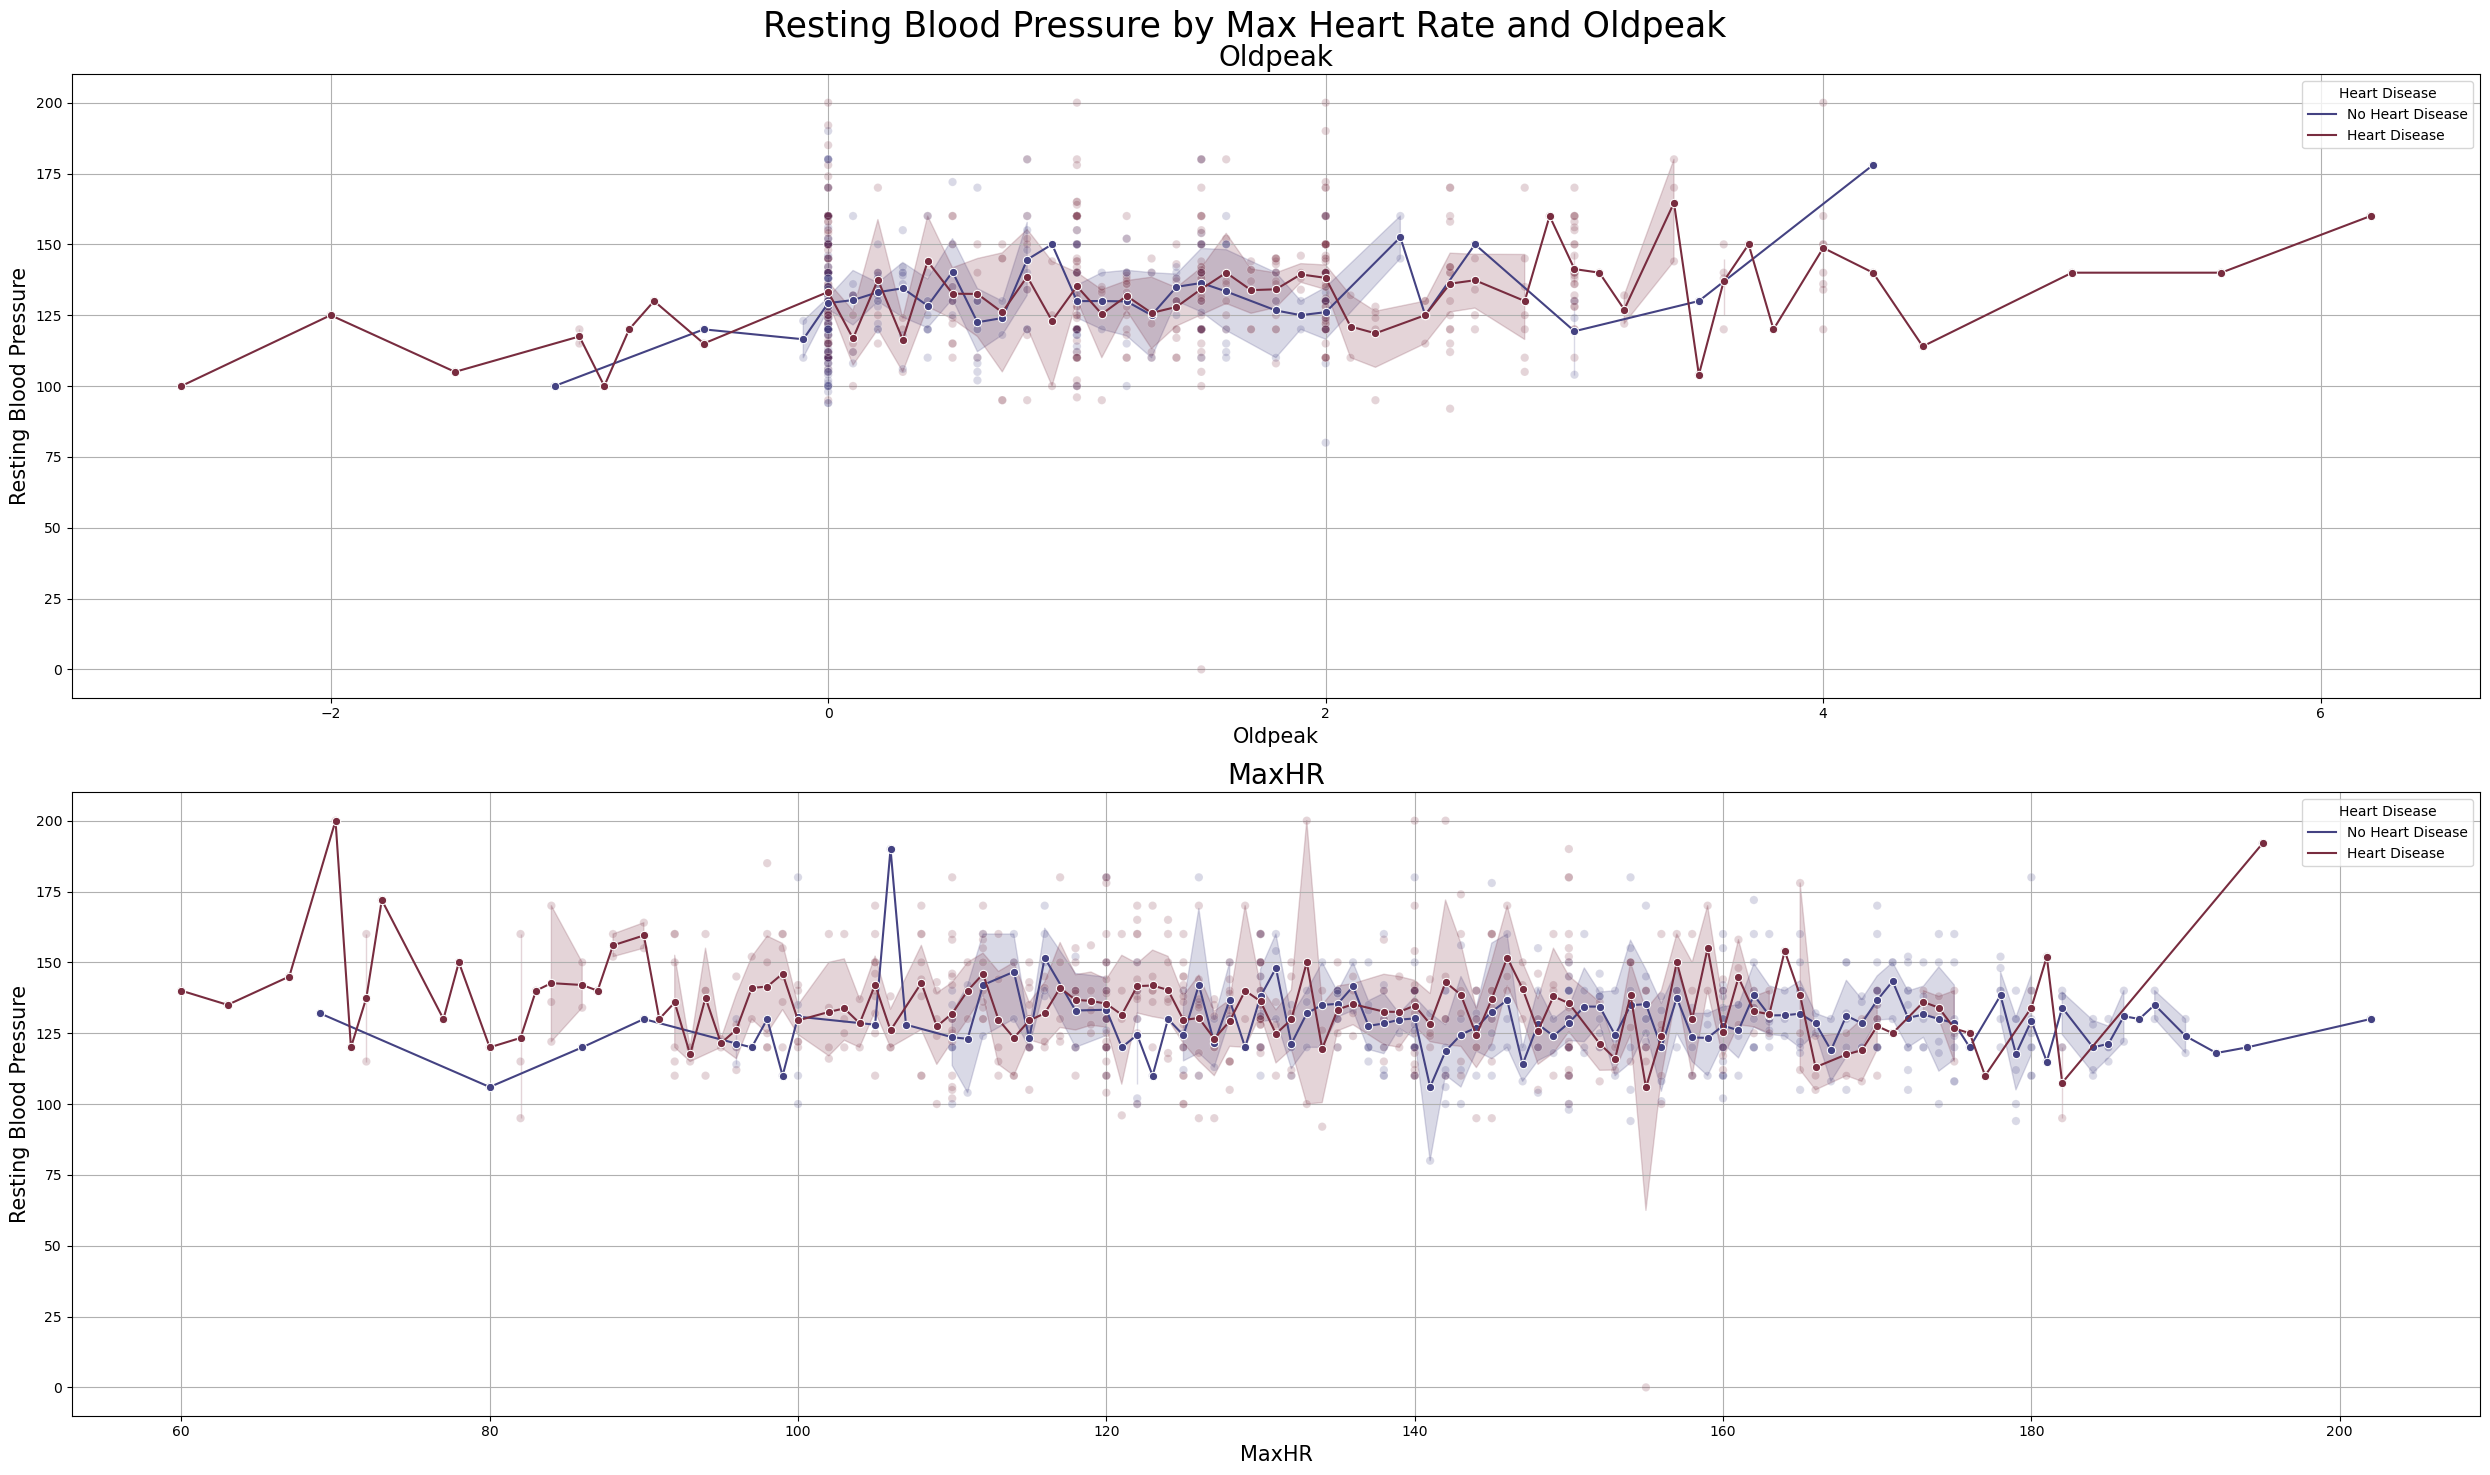 Resting Blood Pressure by Max Heart Rate and Oldpeak
Oldpeak
Heart Disease
No Heart Disease
Heart Disease
200
175
150
125
100
75
50
25
0
Resting Blood Pressure
−2
0
2
4
6
Oldpeak
MaxHR
Heart Disease
No Heart Disease
Heart Disease
200
175
150
125
100
75
50
25
0
Resting Blood Pressure
60
80
100
120
140
160
180
200
MaxHR